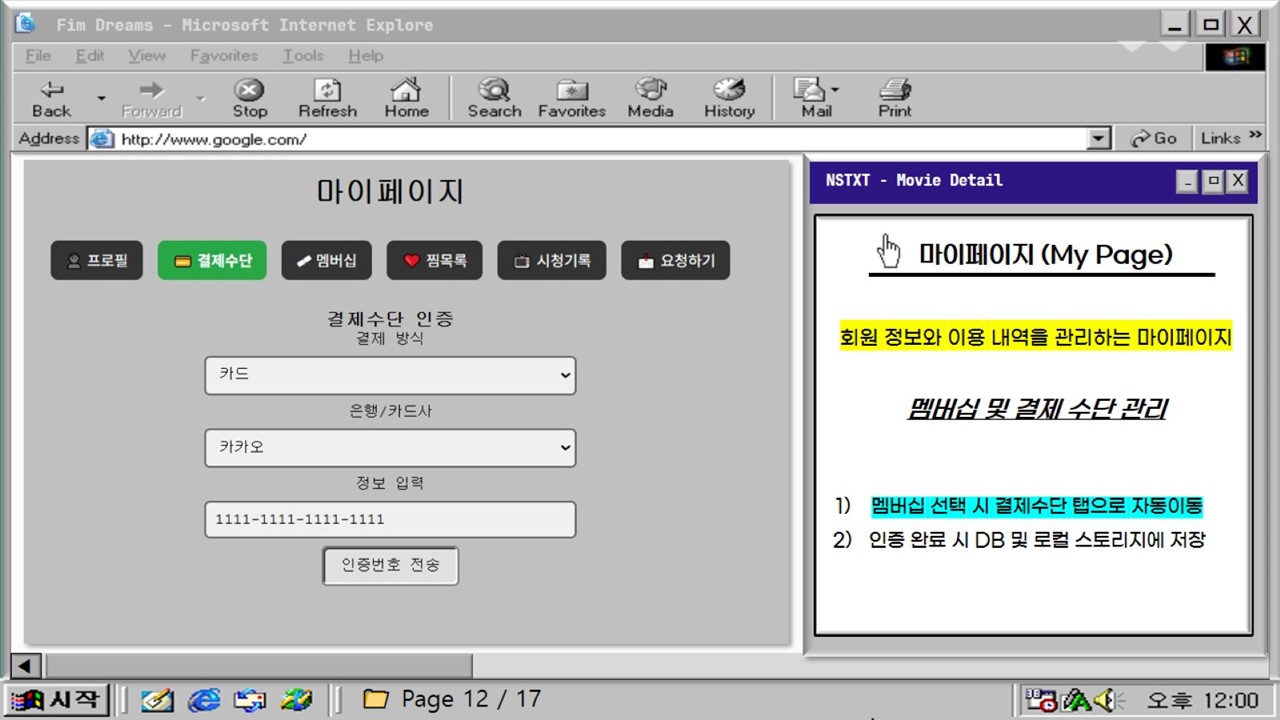 Fim Dreams - Microsoft Internet Explore
File Edit View Favorites Tools Help
Back Forward Stop Refresh Home Search Favorites Media History Mail Print
Address http://www.google.com/ Go Links »
마이페이지
프로필 결제수단 멤버십 찜목록 시청기록 요청하기
결제수단 인증
결제 방식
카드
은행/카드사
카카오
정보 입력
1111-1111-1111-1111
인증번호 전송
NSTXT - Movie Detail
마이페이지 (My Page)
회원 정보와 이용 내역을 관리하는 마이페이지
멤버십 및 결제 수단 관리
1) 멤버십 선택 시 결제수단 탭으로 자동이동
2) 인증 완료 시 DB 및 로컬 스토리지에 저장
시작 Page 12 / 17 오후 12:00